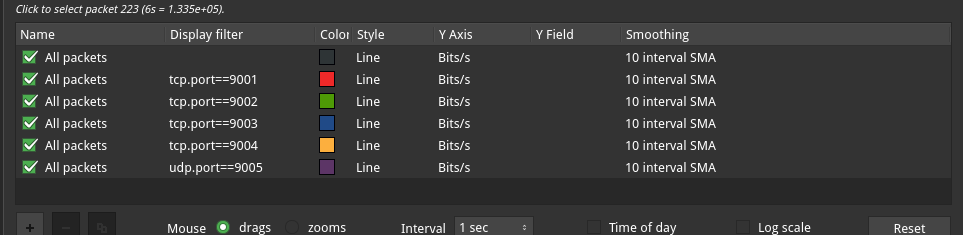 Click to select packet 223 (6s = 1.335e+05).
Name Display filter Color Style Y Axis Y Field Smoothing
All packets Line Bits/s 10 interval SMA
All packets tcp.port==9001 Line Bits/s 10 interval SMA
All packets tcp.port==9002 Line Bits/s 10 interval SMA
All packets tcp.port==9003 Line Bits/s 10 interval SMA
All packets tcp.port==9004 Line Bits/s 10 interval SMA
All packets udp.port==9005 Line Bits/s 10 interval SMA
+ − Mouse drags zooms Interval 1 sec Time of day Log scale Reset